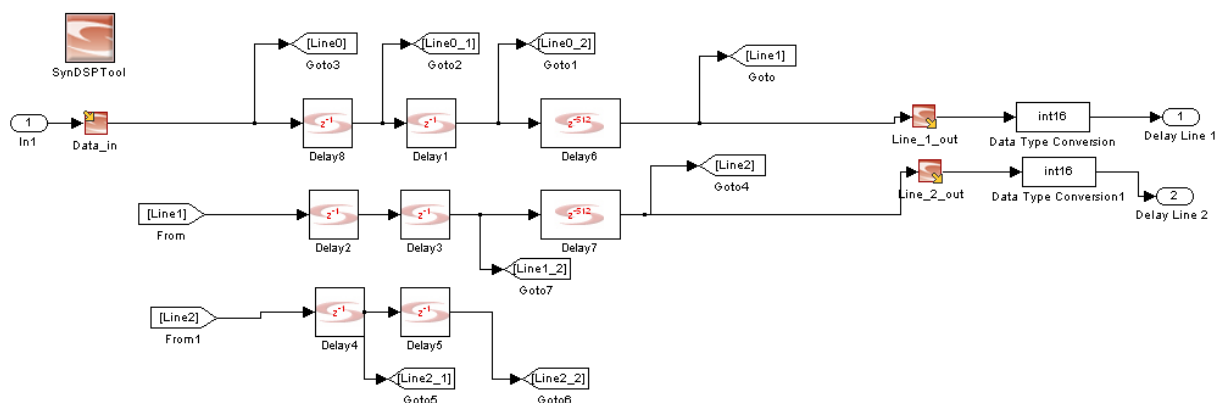 [Line0]
[Line0_1]
[Line0_2]
[Line1]
Goto3
Goto2
Goto1
Goto
SynDSPTool
1
In1
Data_in
z-1
Delay8
z-1
Delay1
z-512
Delay6
Line_1_out
int16
Data Type Conversion
1
Delay Line 1
[Line2]
Goto4
Line_2_out
int16
Data Type Conversion1
2
Delay Line 2
[Line1]
From
z-1
Delay2
z-1
Delay3
z-512
Delay7
[Line1_2]
Goto7
[Line2]
From1
z-1
Delay4
z-1
Delay5
[Line2_1]
Goto5
[Line2_2]
Goto6